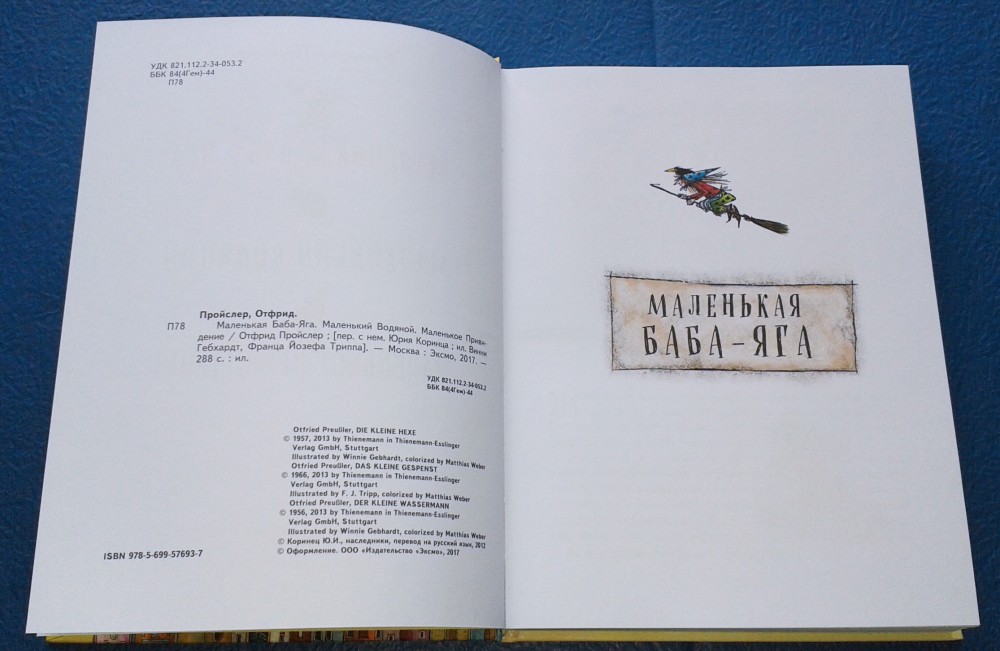 УДК 821.112.2-34-053.2
ББК 84(4Гем)-44
П78
Пройслер, Отфрид.
П78 Маленькая Баба-Яга. Маленький Водяной. Маленькое Приви-
дение / Отфрид Пройслер ; [пер. с нем. Юрия Коринца ; ил. Винни
Гебхардт, Франца Йозефа Триппа]. — Москва : Эксмо, 2017. —
288 с. : ил.
УДК 821.112.2-34-053.2
ББК 84(4Гем)-44
Otfried Preußler, DIE KLEINE HEXE
© 1957, 2013 by Thienemann in Thienemann-Esslinger
Verlag GmbH, Stuttgart
Illustrated by Winnie Gebhardt, colorized by Matthias Weber
Otfried Preußler, DAS KLEINE GESPENST
© 1966, 2013 by Thienemann in Thienemann-Esslinger
Verlag GmbH, Stuttgart
Illustrated by F. J. Tripp, colorized by Matthias Weber
Otfried Preußler, DER KLEINE WASSERMANN
© 1956, 2013 by Thienemann in Thienemann-Esslinger
Verlag GmbH, Stuttgart
Illustrated by Winnie Gebhardt, colorized by Matthias Weber
© Коринец Ю.И., наследники, перевод на русский язык, 2012
ISBN 978-5-699-57693-7
© Оформление. ООО «Издательство «Эксмо», 2017
МАЛЕНЬКАЯ
БАБА-ЯГА